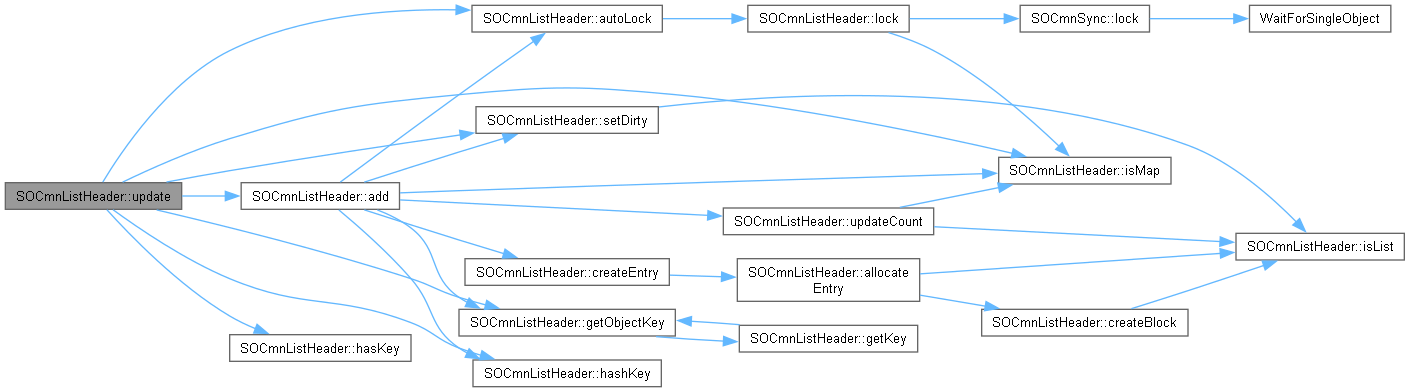 SOCmnListHeader::autoLock
SOCmnListHeader::lock
SOCmnSync::lock
WaitForSingleObject
SOCmnListHeader::setDirty
SOCmnListHeader::isMap
SOCmnListHeader::update
SOCmnListHeader::add
SOCmnListHeader::updateCount
SOCmnListHeader::isList
SOCmnListHeader::createEntry
SOCmnListHeader::allocate
Entry
SOCmnListHeader::getObjectKey
SOCmnListHeader::createBlock
SOCmnListHeader::hasKey
SOCmnListHeader::getKey
SOCmnListHeader::hashKey